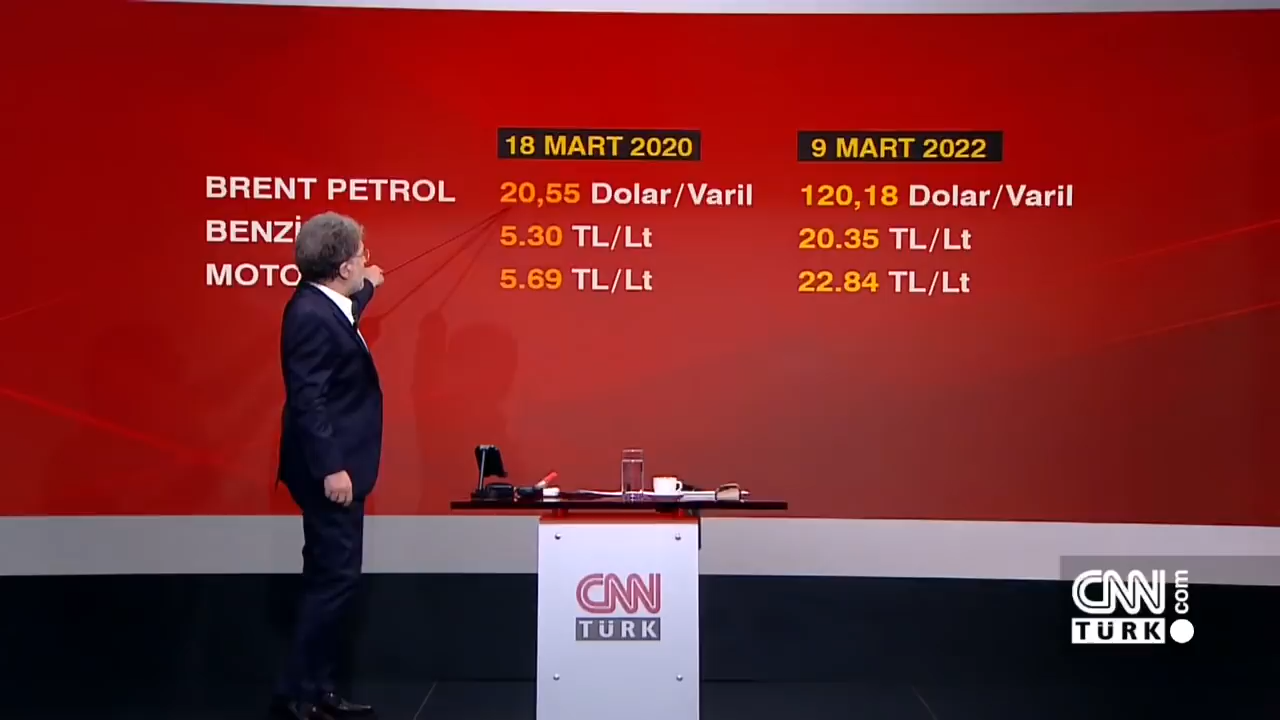 18 MART 2020 9 MART 2022
BRENT PETROL 20,55 Dolar/Varil 120,18 Dolar/Varil
5.30 TL/Lt 20.35 TL/Lt
5.69 TL/Lt 22.84 TL/Lt
CNN
TÜRK
CNN
TÜRK
.com